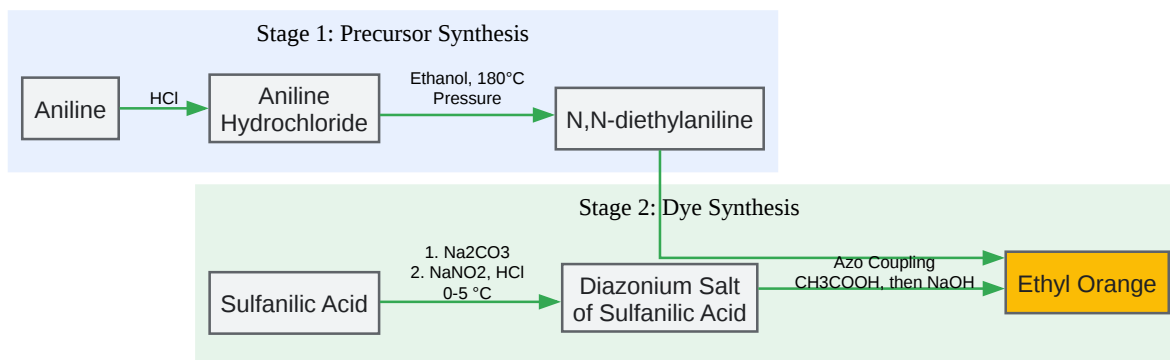 Stage 1: Precursor Synthesis
Aniline
HCl
Aniline
Hydrochloride
Ethanol, 180°C
Pressure
N,N-diethylaniline
Stage 2: Dye Synthesis
Sulfanilic Acid
1. Na2CO3
2. NaNO2, HCl
0-5 °C
Diazonium Salt
of Sulfanilic Acid
Azo Coupling
CH3COOH, then NaOH
Ethyl Orange